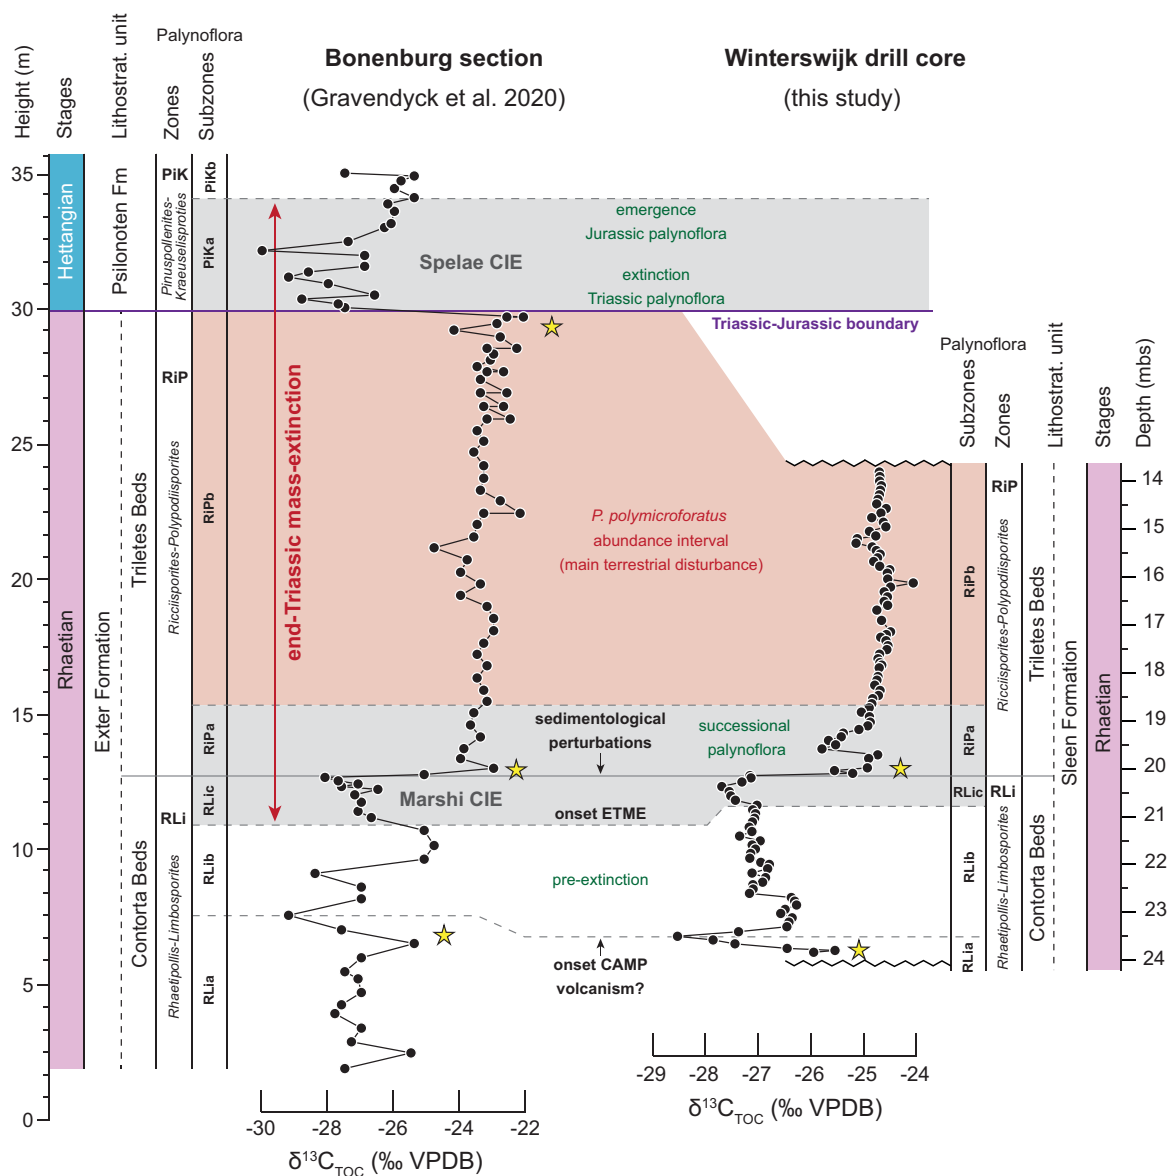 Bonenburg section
(Gravendyck et al. 2020)
Winterswijk drill core
(this study)
Height (m)
Stages
Lithostrat. unit
Palynoflora
Zones
Subzones
35
30
25
20
15
10
5
0
Hettangian
Rhaetian
Psilonoten Fm
Exter Formation
Triletes Beds
Contorta Beds
PiK
Pinuspollenites-
Kraeuselisproties
RiP
Ricciisporites-Polypodiisporites
RLi
Rhaetipollis-Limbosporites
PiKb
PiKa
RiPb
RiPa
RLic
RLib
RLia
end-Triassic mass-extinction
Spelae CIE
emergence
Jurassic palynoflora
extinction
Triassic palynoflora
Triassic-Jurassic boundary
P. polymicroforatus
abundance interval
(main terrestrial disturbance)
sedimentological
perturbations
successional
palynoflora
Marshi CIE
onset ETME
pre-extinction
onset CAMP
volcanism?
Palynoflora
Subzones
Zones
Lithostrat. unit
Stages
Depth (mbs)
RiPb
RiPa
RLic
RLib
RLia
RiP
Ricciisporites-Polypodiisporites
RLi
Rhaetipollis-Limbosporites
Triletes Beds
Contorta Beds
Sleen Formation
Rhaetian
14
15
16
17
18
19
20
21
22
23
24
-30 -28 -26 -24 -22
δ13CTOC (‰ VPDB)
-29 -28 -27 -26 -25 -24
δ13CTOC (‰ VPDB)